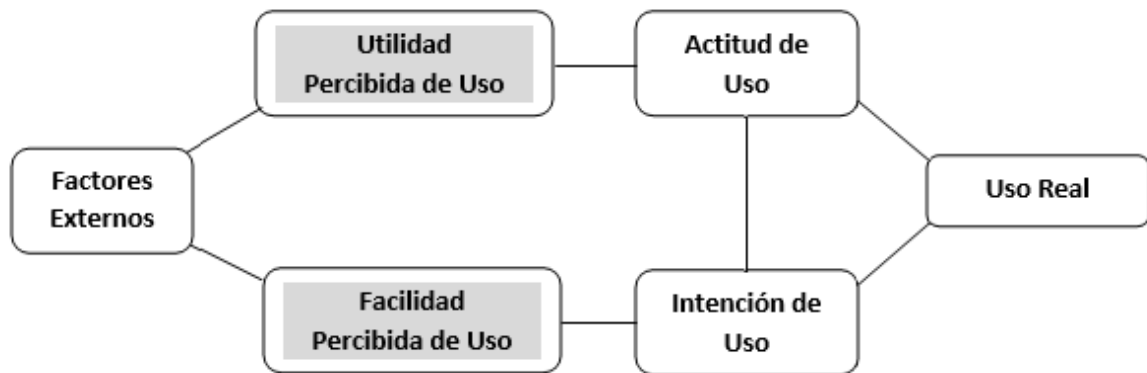 Utilidad
Percibida de Uso
Actitud de
Uso
Factores
Externos
Uso Real
Facilidad
Percibida de Uso
Intención de
Uso